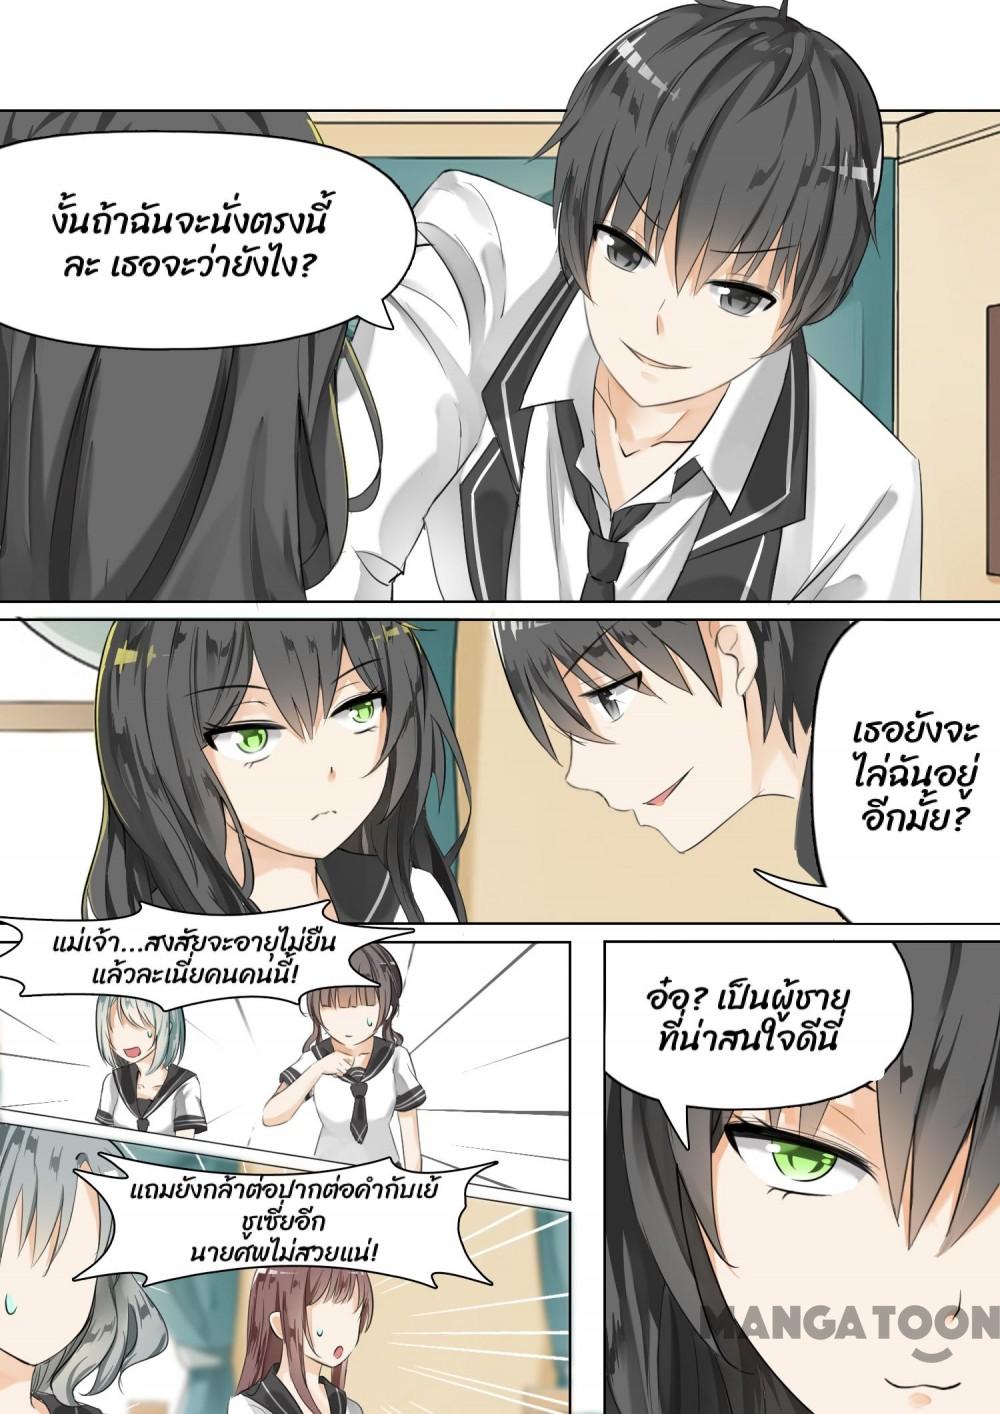 งั้นถ้าฉันจะนั่งตรงนี้
ละ เธอจะว่ายังไง?
เธอยังจะ
ไล่ฉันอยู่
อีกมั้ย?
แม่เจ้า...สงสัยจะอายุไม่ยืน
แล้วละเนี่ยคนคนนี้!
อ๋อ? เป็นผู้ชาย
ที่น่าสนใจดีนี่
แถมยังกล้าต่อปากต่อคำกับเย้
ชูเซี่ยอีก
นายศพไม่สวยแน่!
MANGATOON